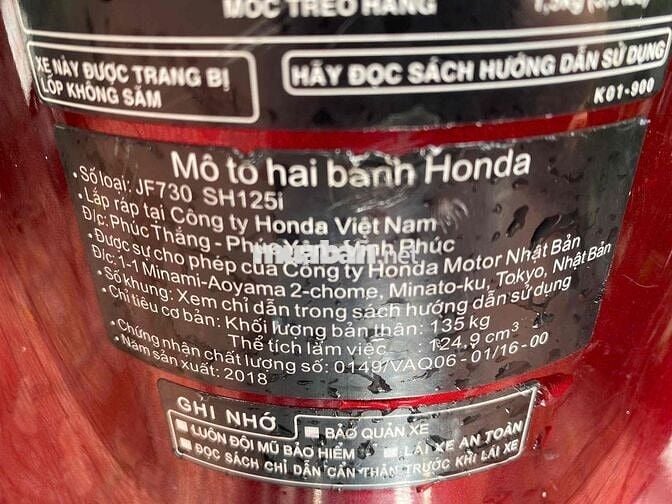 MÓC TREO HÀNG
XE NÀY ĐƯỢC TRANG BỊ
LỐP KHÔNG SĂM
HÃY ĐỌC SÁCH HƯỚNG DẪN SỬ DỤNG
K01-900
Mô tô hai bánh Honda
• Số loại: JF730 SH125i
• Lắp ráp tại Công ty Honda Việt Nam
Đ/c: Phúc Thắng - Phúc Yên - Vĩnh Phúc
• Được sự cho phép của Công ty Honda Motor Nhật Bản
Đ/c: 1-1 Minami-Aoyama 2-chome, Minato-ku, Tokyo, Nhật Bản
• Số khung: Xem chỉ dẫn trong sách hướng dẫn sử dụng
• Chỉ tiêu cơ bản: Khối lượng bản thân: 135 kg
Thể tích làm việc : 124,9 cm³
• Chứng nhận chất lượng số: 0149/VAQ06 - 01/16 - 00
• Năm sản xuất: 2018
muaban.net
GHI NHỚ
BẢO QUẢN XE
LUÔN ĐỘI MŨ BẢO HIỂM
LÁI XE AN TOÀN
ĐỌC SÁCH CHỈ DẪN CẨN THẬN TRƯỚC KHI LÁI XE